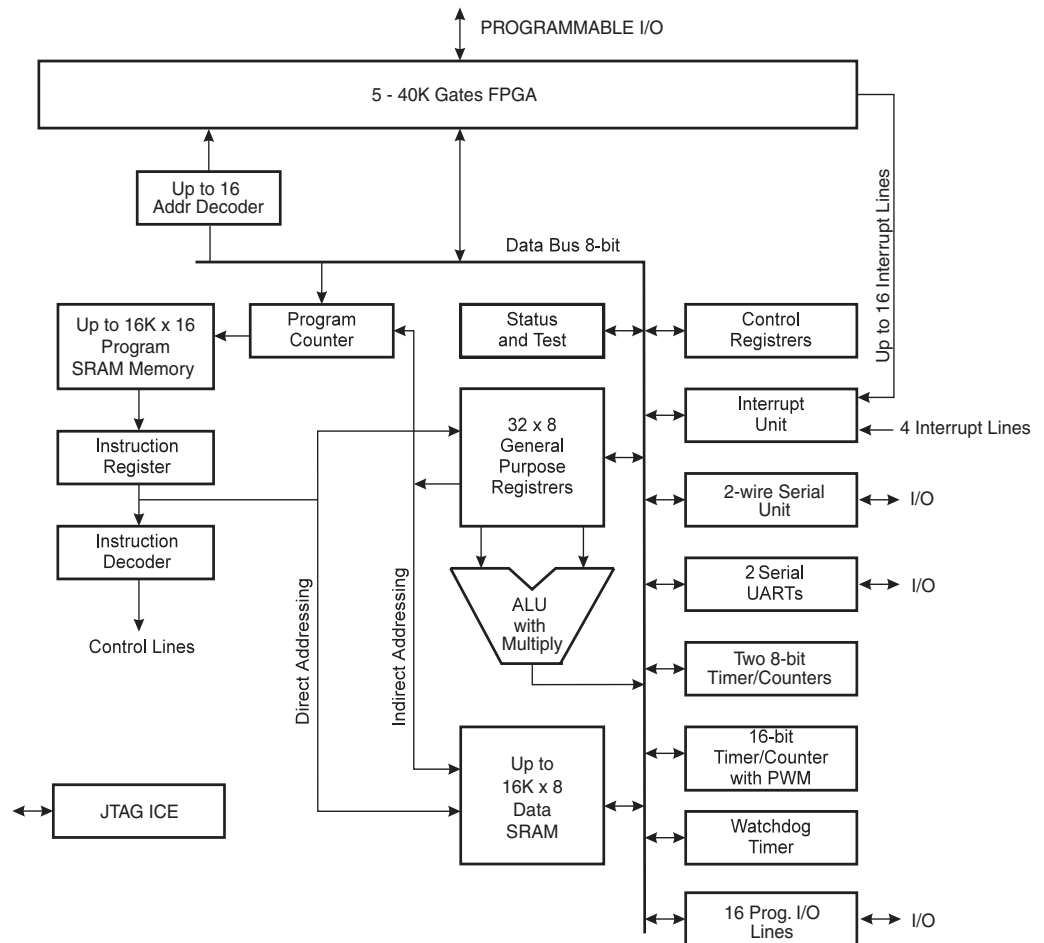 PROGRAMMABLE I/O
5 - 40K Gates FPGA
Up to 16
Addr Decoder
Up to 16 Interrupt Lines
Data Bus 8-bit
Up to 16K x 16
Program
SRAM Memory
Program
Counter
Status
and Test
Control
Registrers
Interrupt
Unit
4 Interrupt Lines
Instruction
Register
32 x 8
General
Purpose
Registrers
2-wire Serial
Unit
I/O
Instruction
Decoder
Control Lines
Direct Addressing
Indirect Addressing
ALU
with
Multiply
2 Serial
UARTs
I/O
Two 8-bit
Timer/Counters
16-bit
Timer/Counter
with PWM
Up to
16K x 8
Data
SRAM
JTAG ICE
Watchdog
Timer
16 Prog. I/O
Lines
I/O